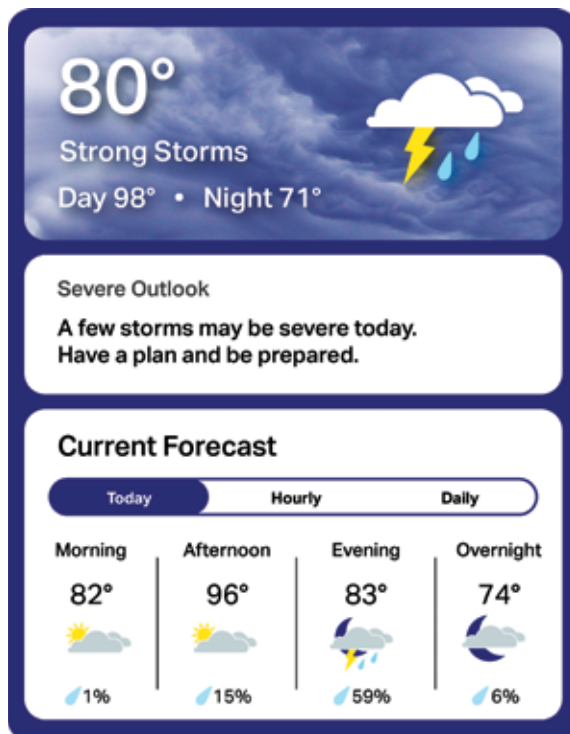 80°
Strong Storms
Day 98° • Night 71°
Severe Outlook
A few storms may be severe today.
Have a plan and be prepared.
Current Forecast
Today Hourly Daily
Morning Afternoon Evening Overnight
82° 96° 83° 74°
1% 15% 59% 6%